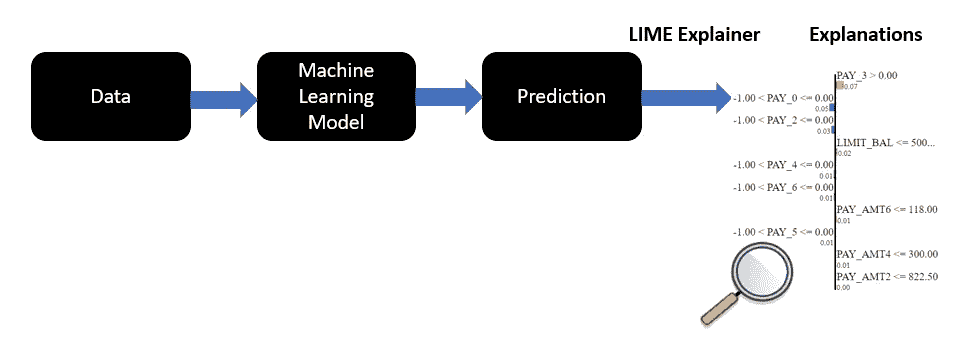 LIME Explainer
Explanations
Data
Machine
Learning
Model
Prediction
PAY_3 > 0.00
0.07
-1.00 < PAY_0 <= 0.00
0.05
-1.00 < PAY_2 <= 0.00
0.03
LIMIT_BAL <= 500...
0.02
-1.00 < PAY_4 <= 0.00
0.01
-1.00 < PAY_6 <= 0.00
0.01
PAY_AMT6 <= 118.00
0.01
-1.00 < PAY_5 <= 0.00
0.01
PAY_AMT4 <= 300.00
0.01
PAY_AMT2 <= 822.50
0.00